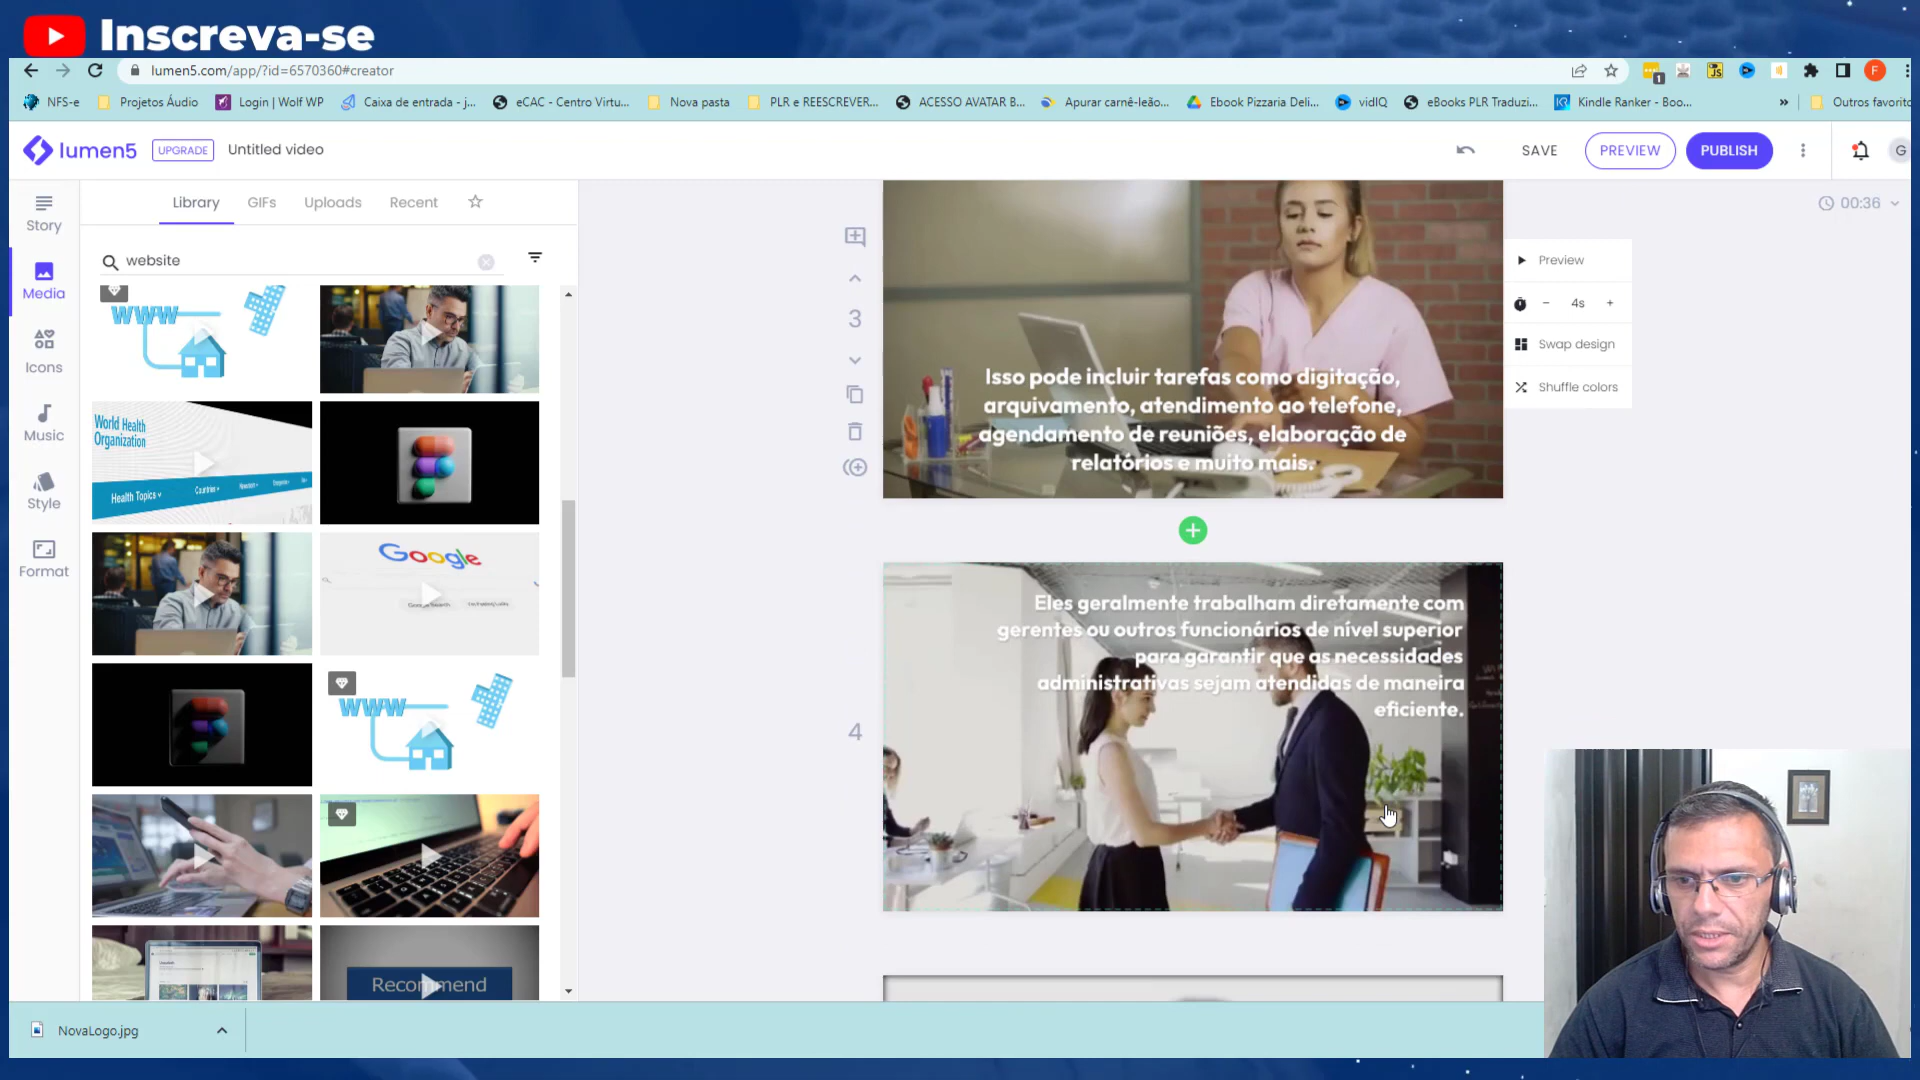 Inscreva-se
lumen5.com/app/?id=6570360#creator
NFS-e
Projetos Áudio
Login | Wolf WP
Caixa de entrada - j...
eCAC - Centro Virtu...
Nova pasta
PLR e REESCREVER...
ACESSO AVATAR B...
Apurar carnê-leão...
Ebook Pizzaria Deli...
vidIQ
eBooks PLR Traduzi...
Kindle Ranker - Boo...
»
Outros favorito
1
JS
F
lumen5
UPGRADE
Untitled video
SAVE
PREVIEW
PUBLISH
G
Story
Media
Icons
Music
Style
Format
Library
GIFs
Uploads
Recent
website
WWW
World Health
Organization
Health Topics
Countries
Google
WWW
Recommend
3
Isso pode incluir tarefas como digitação,
arquivamento, atendimento ao telefone,
agendamento de reuniões, elaboração de
relatórios e muito mais.
00:36
Preview
4s
Swap design
Shuffle colors
4
Eles geralmente trabalham diretamente com
gerentes ou outros funcionários de nível superior
para garantir que as necessidades
administrativas sejam atendidas de maneira
eficiente.
NovaLogo.jpg